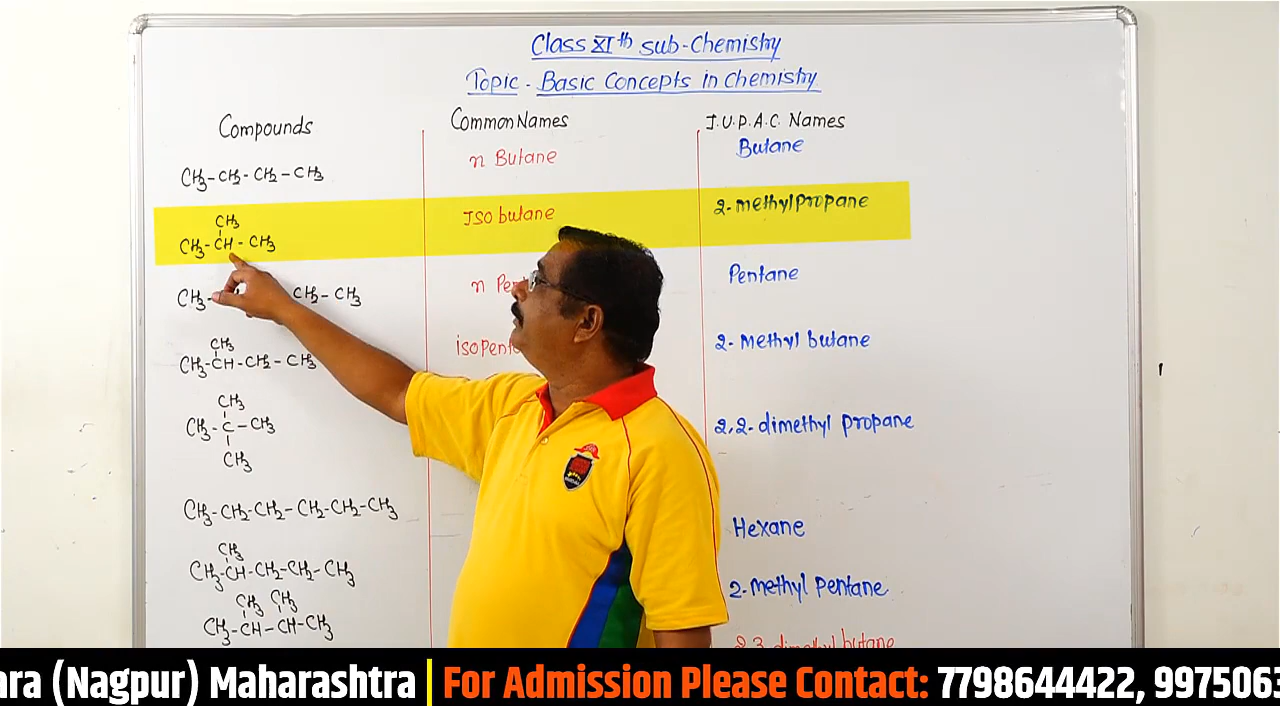 Class XIth sub-Chemistry
Topic - Basic Concepts in Chemistry
Compounds Common Names I.U.P.A.C. Names
CH3-CH2-CH2-CH3 n Butane Butane
CH3
CH3-CH-CH3 Iso butane 2-methylpropane
CH3- CH2-CH3 Pentane
CH3
CH3-CH-CH2-CH3 2-Methyl butane
CH3
CH3-C-CH3 2,2-dimethyl propane
CH3
CH3-CH2-CH2-CH2-CH2-CH3 Hexane
CH3
CH3-CH-CH2-CH2-CH3 2-Methyl Pentane
CH3 CH3
CH3-CH-CH-CH3
(Nagpur) Maharashtra | For Admission Please Contact: 7798644422,